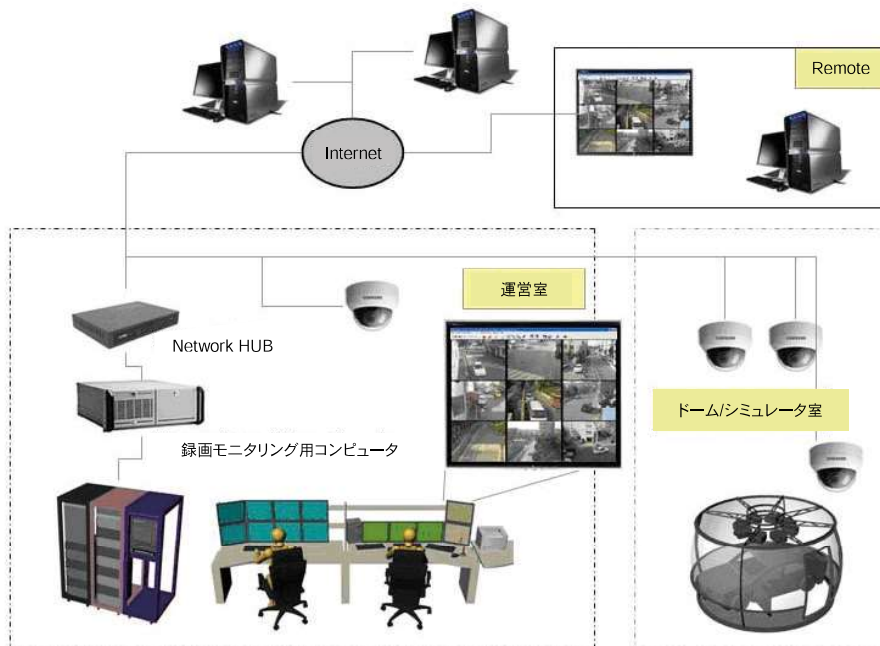 Remote
Internet
運営室
Network HUB
ドーム/シミュレータ室
録画モニタリング用コンピュータ